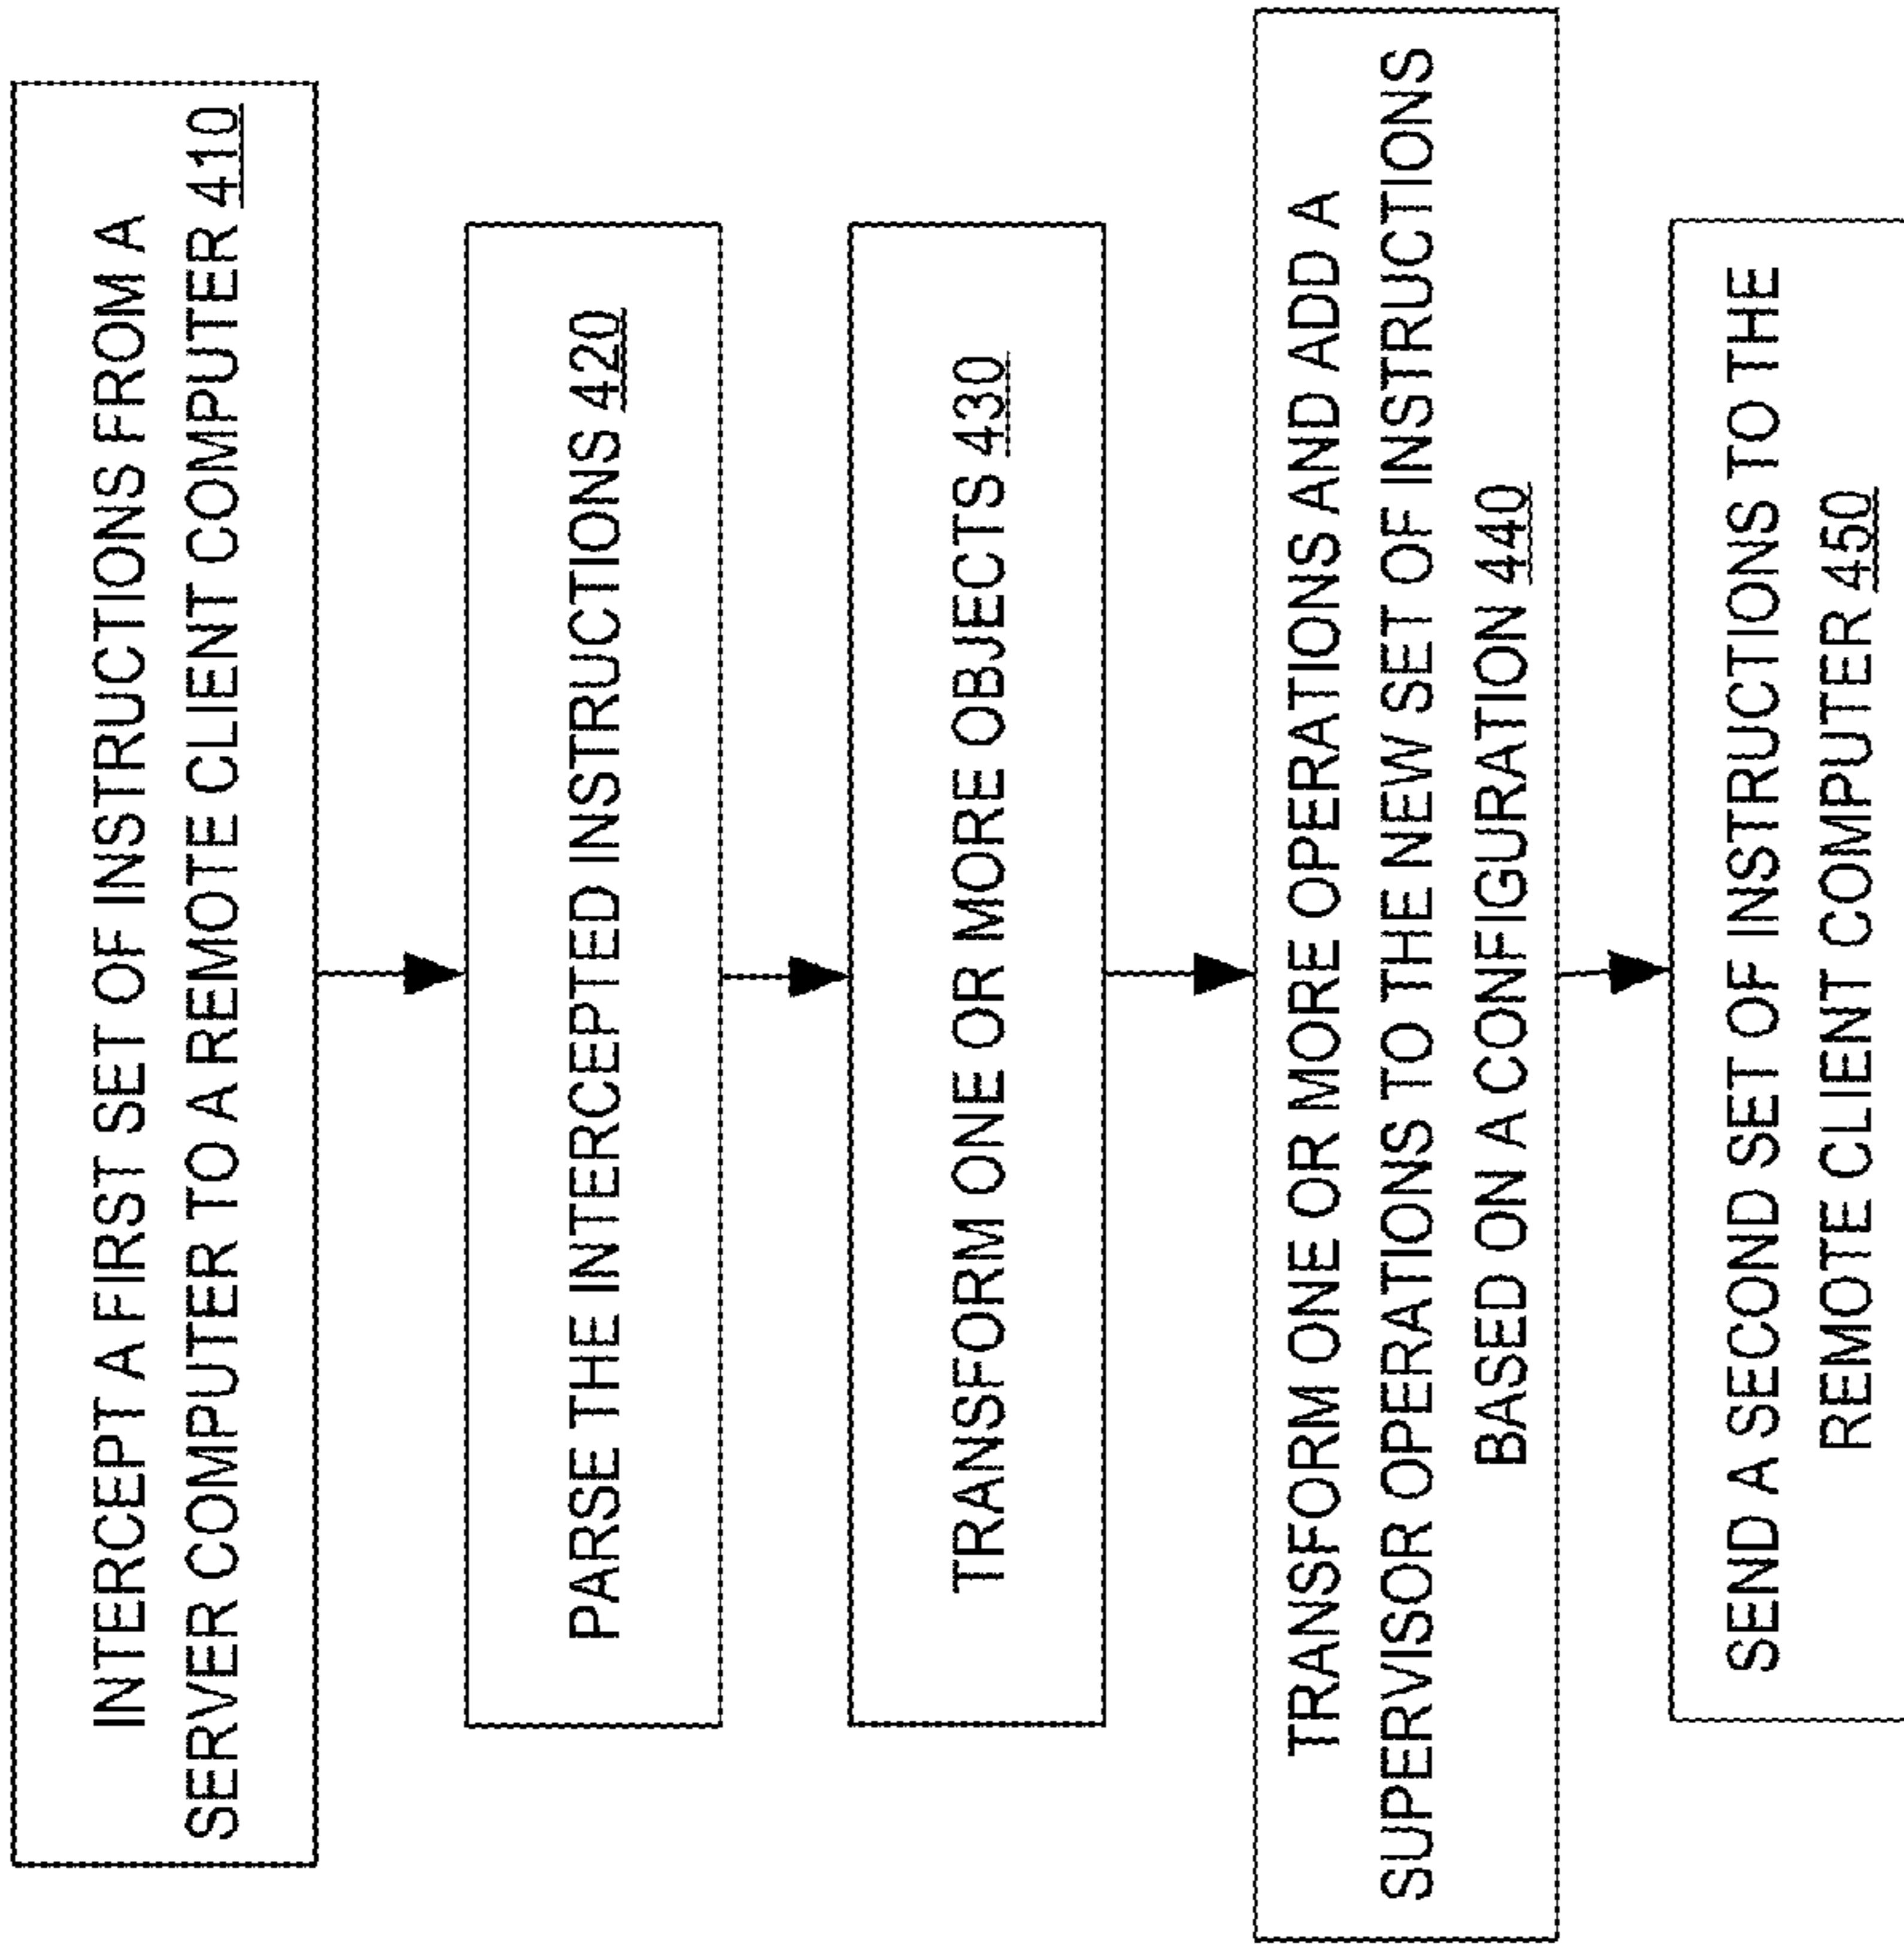 INTERCEPT A FIRST SET OF INSTRUCTIONS FROM A
SERVER COMPUTER TO A REMOTE CLIENT COMPUTER 410
PARSE THE INTERCEPTED INSTRUCTIONS 420
TRANSFORM ONE OR MORE OBJECTS 430
TRANSFORM ONE OR MORE OPERATIONS AND ADD A
SUPERVISOR OPERATIONS TO THE NEW SET OF INSTRUCTIONS
BASED ON A CONFIGURATION 440
SEND A SECOND SET OF INSTRUCTIONS TO THE
REMOTE CLIENT COMPUTER 450